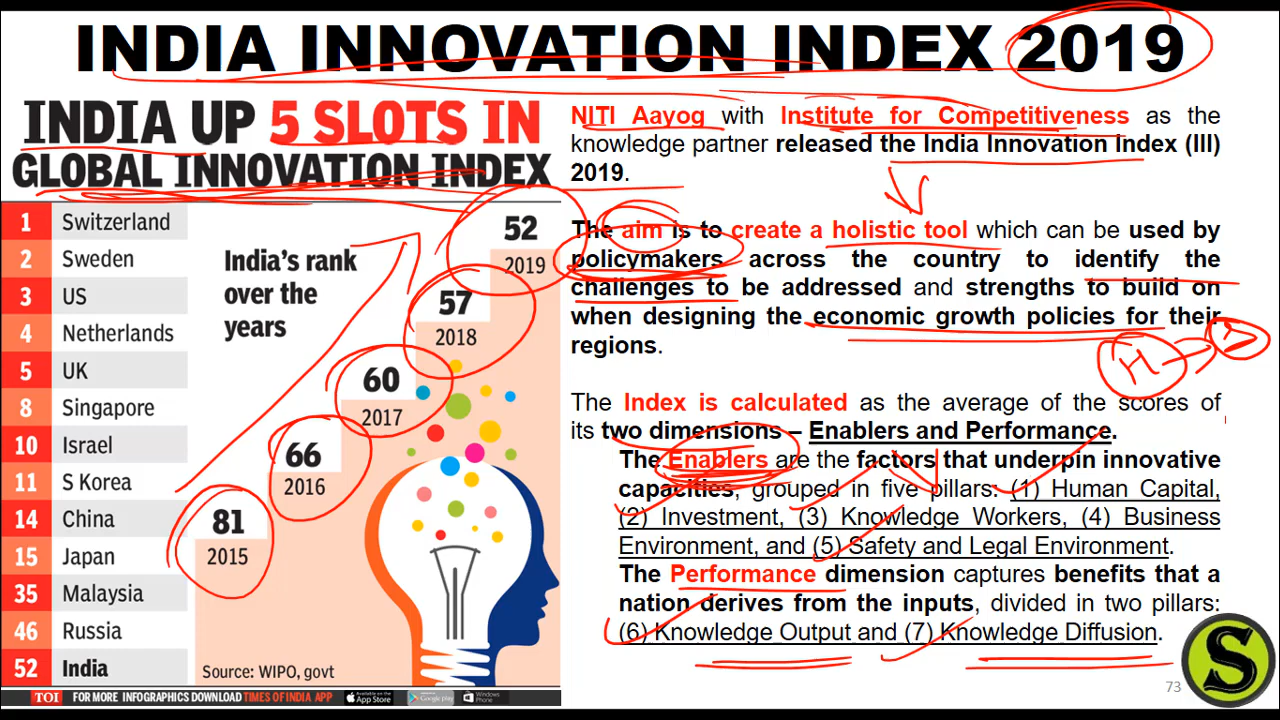 INDIA INNOVATION INDEX 2019
INDIA UP 5 SLOTS IN
GLOBAL INNOVATION INDEX
1 Switzerland
2 Sweden
3 US
4 Netherlands
5 UK
8 Singapore
10 Israel
11 S Korea
14 China
15 Japan
35 Malaysia
46 Russia
52 India
India's rank
over the
years
52
2019
57
2018
60
2017
66
2016
81
2015
Source: WIPO, govt
TOI FOR MORE INFOGRAPHICS DOWNLOAD TIMES OF INDIA APP
Available on the
App Store
Google play
Windows
Phone
NITI Aayog with Institute for Competitiveness as the
knowledge partner released the India Innovation Index (III)
2019.
The aim is to create a holistic tool which can be used by
policymakers across the country to identify the
challenges to be addressed and strengths to build on
when designing the economic growth policies for their
regions.
H
The Index is calculated as the average of the scores of
its two dimensions – Enablers and Performance.
The Enablers are the factors that underpin innovative
capacities, grouped in five pillars: (1) Human Capital,
(2) Investment, (3) Knowledge Workers, (4) Business
Environment, and (5) Safety and Legal Environment.
The Performance dimension captures benefits that a
nation derives from the inputs, divided in two pillars:
(6) Knowledge Output and (7) Knowledge Diffusion.
S
73